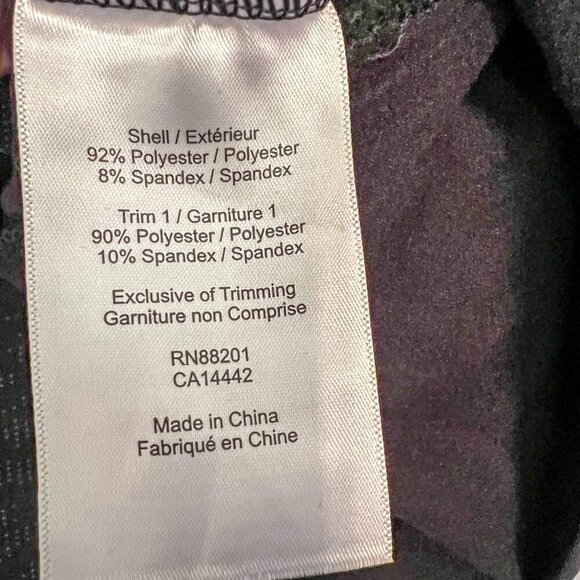 Shell / Extérieur
92% Polyester / Polyester
8% Spandex / Spandex
Trim 1 / Garniture 1
90% Polyester / Polyester
10% Spandex / Spandex
Exclusive of Trimming
Garniture non Comprise
RN88201
CA14442
Made in China
Fabriqué en Chine